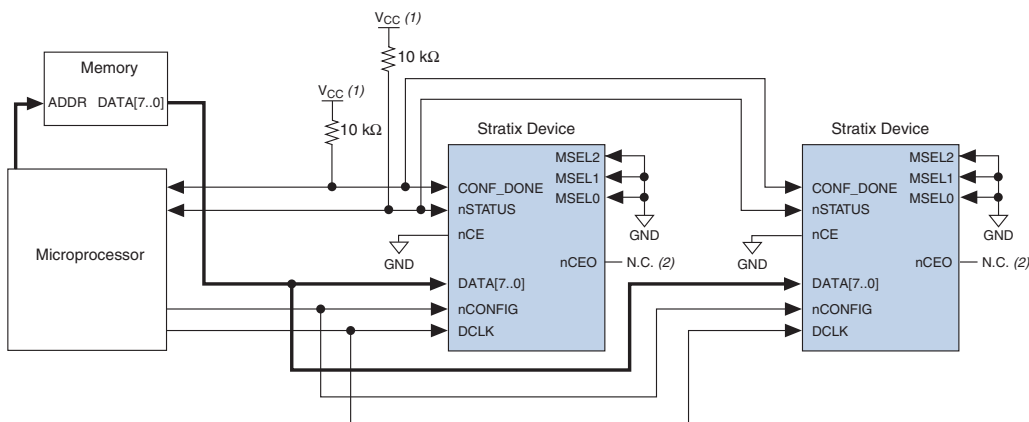 VCC (1)
10 kΩ
Memory
ADDR DATA[7..0]
VCC (1)
10 kΩ
Stratix Device
Stratix Device
MSEL2
MSEL1
MSEL0
CONF_DONE
nSTATUS
nCE
GND
GND
nCEO
N.C. (2)
DATA[7..0]
nCONFIG
DCLK
MSEL2
MSEL1
MSEL0
CONF_DONE
nSTATUS
nCE
GND
GND
nCEO
N.C. (2)
DATA[7..0]
nCONFIG
DCLK
Microprocessor